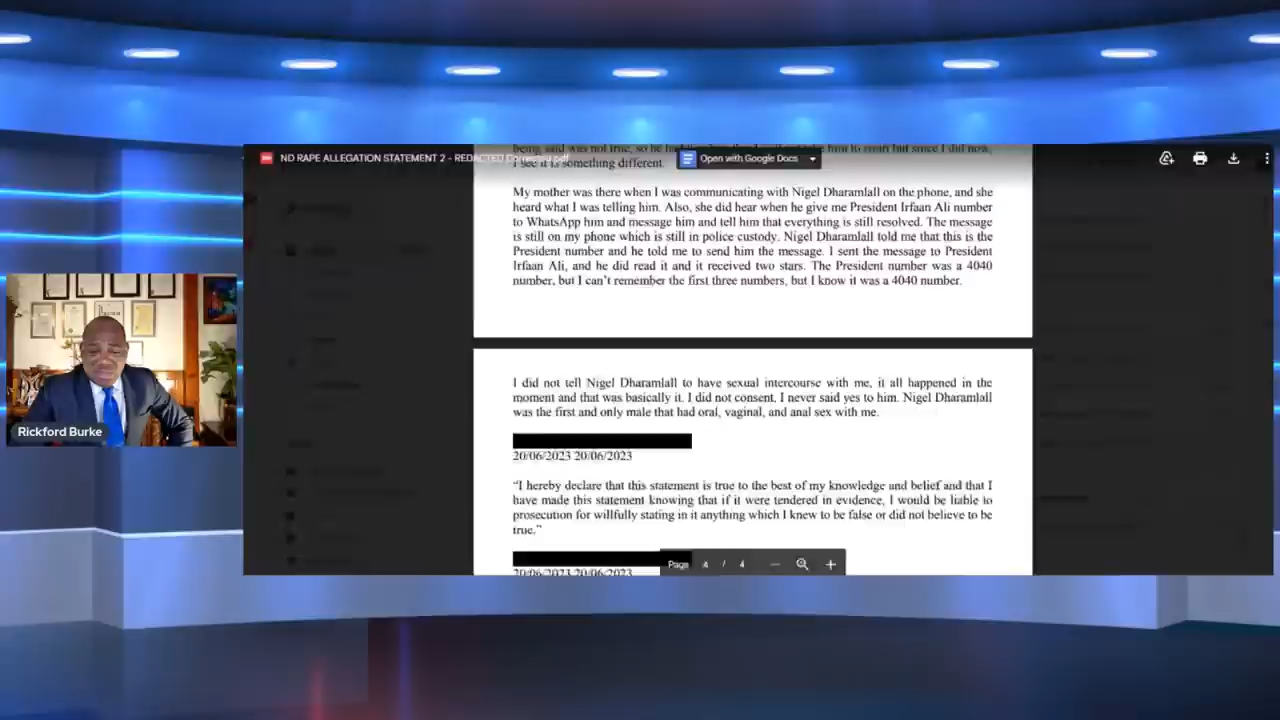 ND RAPE ALLEGATION STATEMENT 2 - REDACTED Corrected.pdf
Open with Google Docs
I see it is something different.
My mother was there when I was communicating with Nigel Dharamlall on the phone, and she
heard what I was telling him. Also, she did hear when he give me President Irfaan Ali number
to WhatsApp him and message him and tell him that everything is still resolved. The message
is still on my phone which is still in police custody. Nigel Dharamlall told me that this is the
President number and he told me to send him the message. I sent the message to President
Irfaan Ali, and he did read it and it received two stars. The President number was a 4040
number, but I can't remember the first three numbers, but I know it was a 4040 number.
I did not tell Nigel Dharamlall to have sexual intercourse with me, it all happened in the
moment and that was basically it. I did not consent, I never said yes to him. Nigel Dharamlall
was the first and only male that had oral, vaginal, and anal sex with me.
20/06/2023 20/06/2023
"I hereby declare that this statement is true to the best of my knowledge and belief and that I
have made this statement knowing that if it were tendered in evidence, I would be liable to
prosecution for willfully stating in it anything which I knew to be false or did not believe to be
true."
20/06/2023 20/06/2023
Page 4 / 4
Rickford Burke